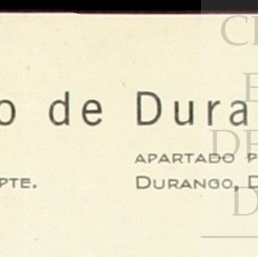 o de Dura
APARTADO P
PTE. DURANGO, D